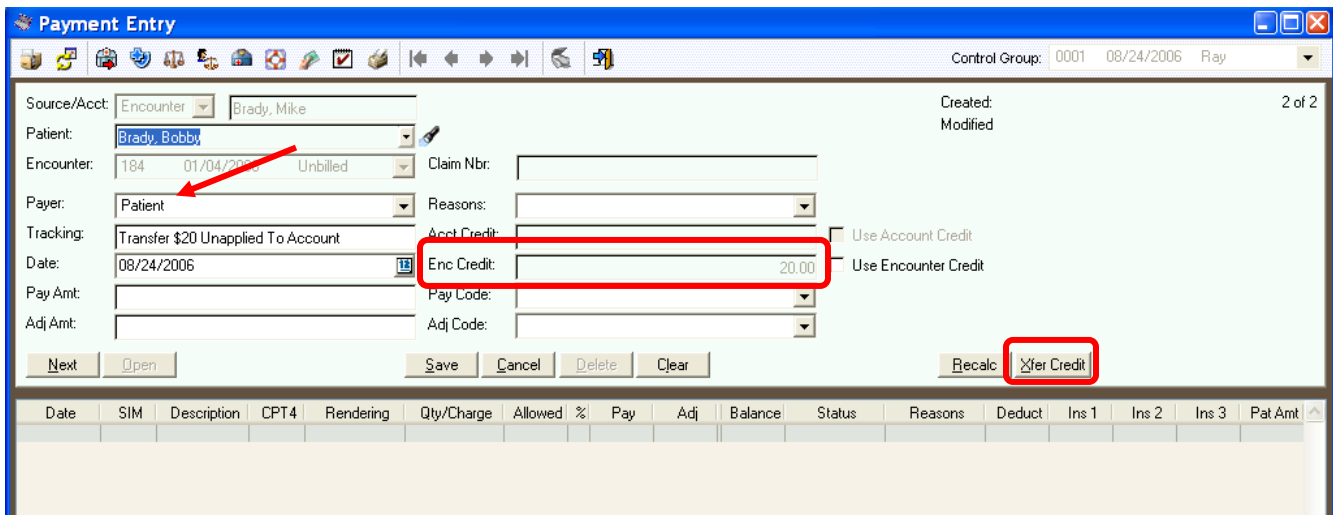 Payment Entry
Control Group: 0001 08/24/2006 Ray
Source/Acct: Encounter Brady, Mike Created: 2 of 2
Patient: Brady, Bobby Modified
Encounter: 184 01/04/2006 Unbilled Claim Nbr:
Payer: Patient Reasons:
Tracking: Transfer $20 Unapplied To Account Acct Credit: Use Account Credit
Date: 08/24/2006 12 Enc Credit: 20.00 Use Encounter Credit
Pay Amt: Pay Code:
Adj Amt: Adj Code:
Next Open Save Cancel Delete Clear Recalc Xfer Credit
Date SIM Description CPT4 Rendering Qty/Charge Allowed % Pay Adj Balance Status Reasons Deduct Ins 1 Ins 2 Ins 3 Pat Amt